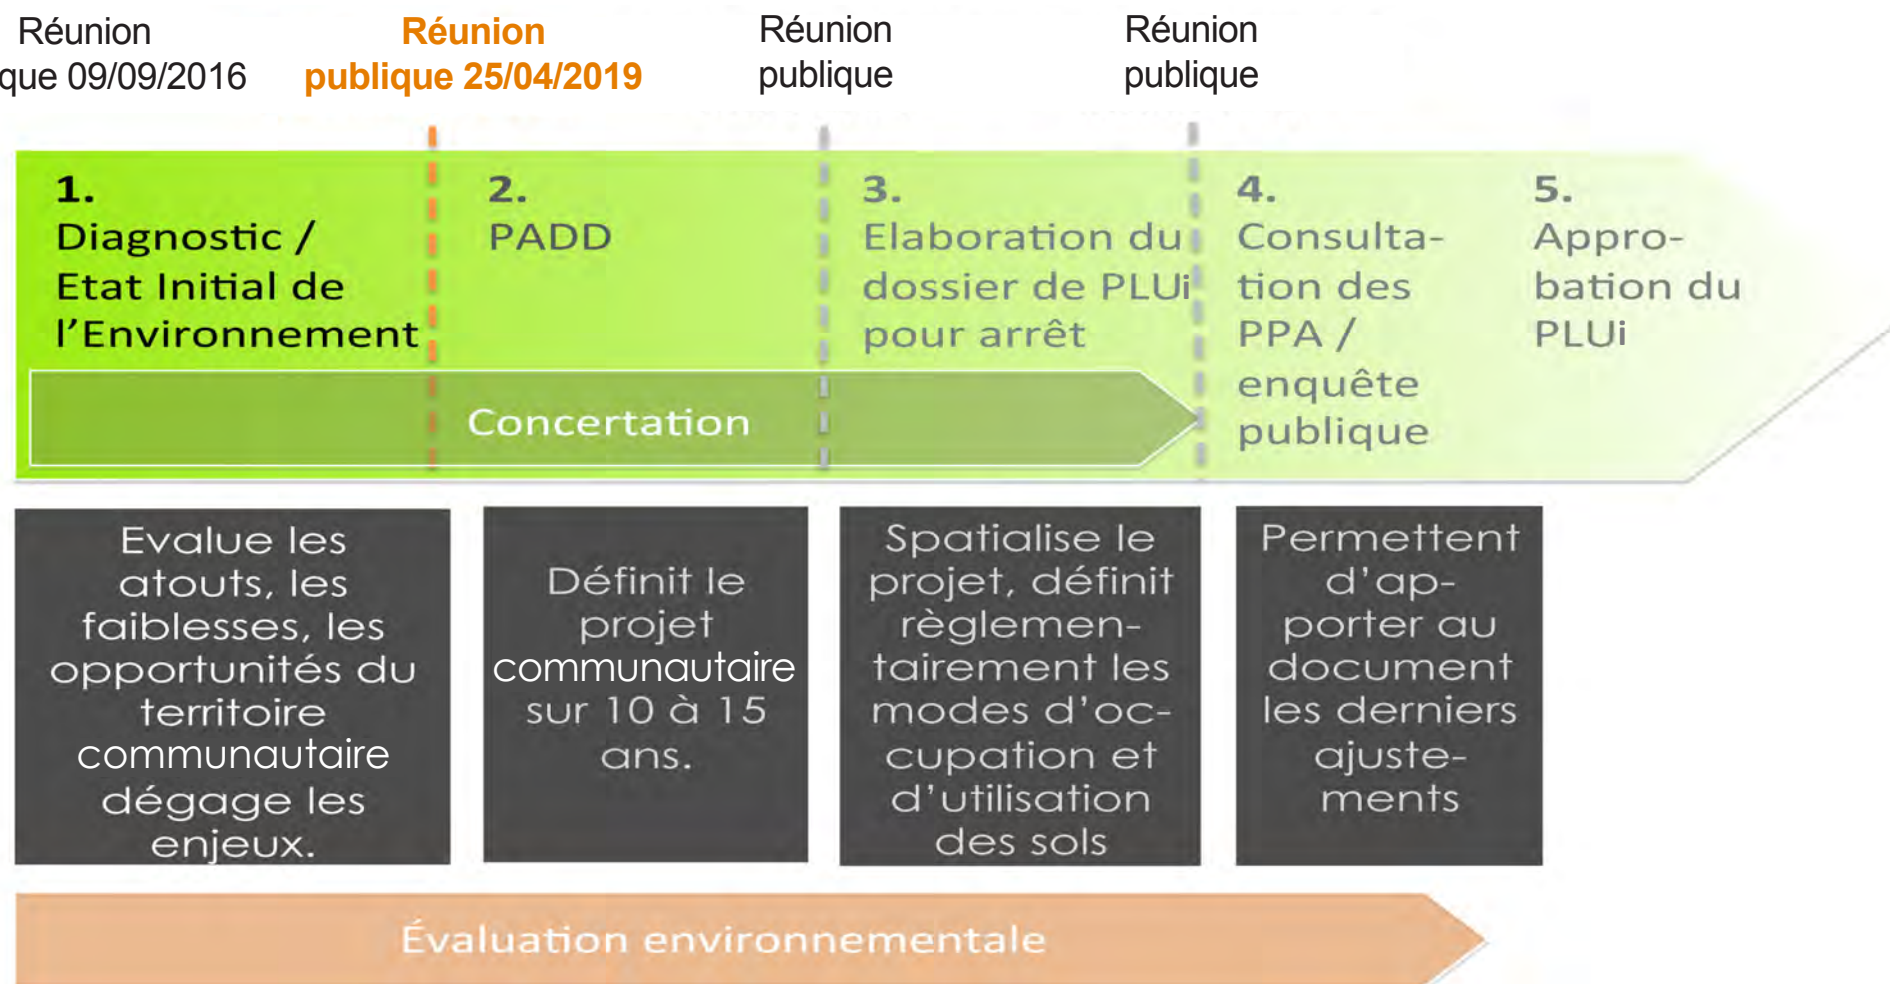 Réunion
que 09/09/2016
Réunion
publique 25/04/2019
Réunion
publique
Réunion
publique
1.
Diagnostic /
Etat Initial de
l’Environnement
2.
PADD
3.
Elaboration du
dossier de PLUi
pour arrêt
4.
Consulta-
tion des
PPA /
enquête
publique
5.
Appro-
bation du
PLUi
Concertation
Evalue les
atouts, les
faiblesses, les
opportunités du
territoire
communautaire
dégage les
enjeux.
Définit le
projet
communautaire
sur 10 à 15
ans.
Spatialise le
projet, définit
règlemen-
tairement les
modes d’oc-
cupation et
d’utilisation
des sols
Permettent
d’ap-
porter au
document
les derniers
ajuste-
ments
Évaluation environnementale